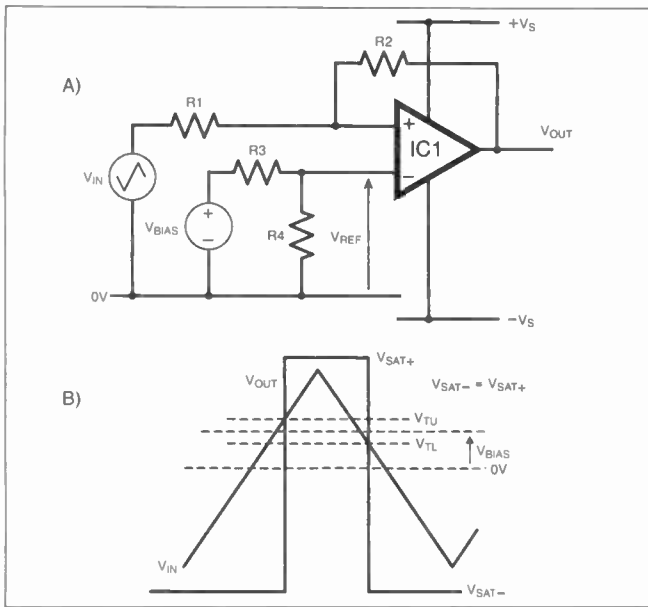 A)
R1
R2
+VS
+
IC1
−
VOUT
VIN
R3
VBIAS
+
−
R4
VREF
0V
−VS
B)
VOUT
VSAT+
VSAT− = VSAT+
VTU
VTL
VBIAS
0V
VIN
VSAT−